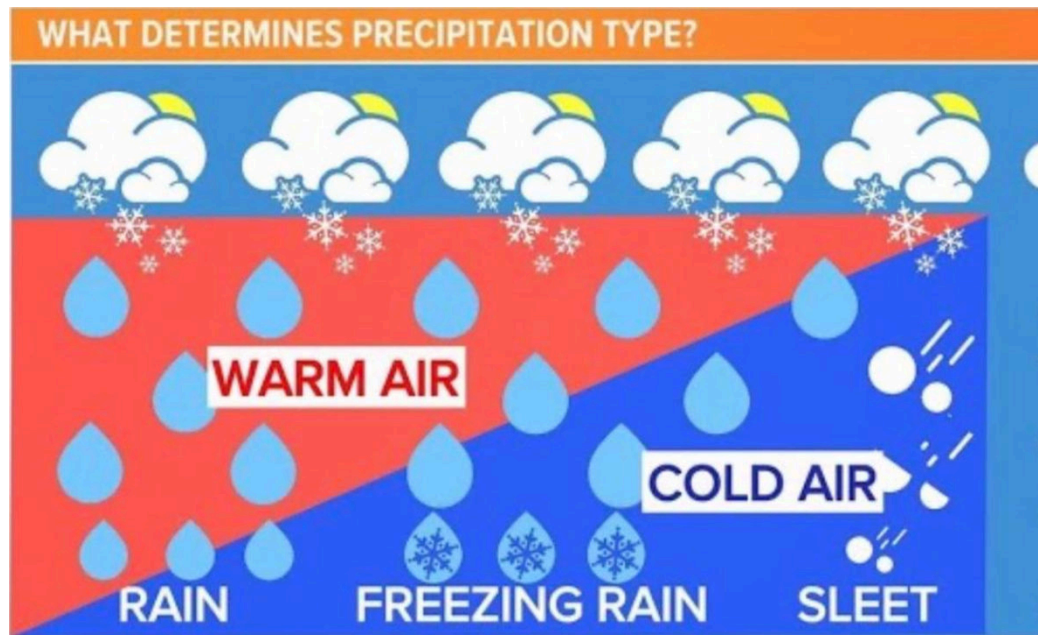 WHAT DETERMINES PRECIPITATION TYPE?
WARM AIR
COLD AIR
RAIN
FREEZING RAIN
SLEET